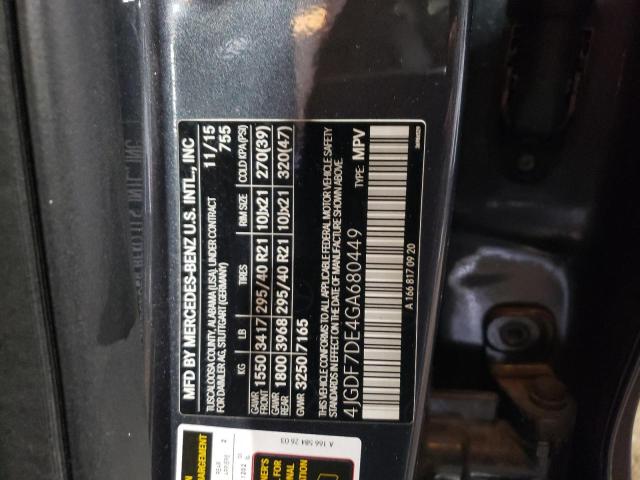 MFD BY MERCEDES-BENZ U.S. INTL., INC
TUSCALOOSA COUNTY, ALABAMA (USA), UNDER CONTRACT 11/15
FOR DAIMLER AG, STUTTGART (GERMANY) 755
KG LB TIRES RIM SIZE COLD KPA(PSI)
GAWR FRONT 1550 3417 295/40 R21 10Jx21 270(39)
GAWR REAR 1800 3968 295/40 R21 10Jx21 320(47)
GVWR 3250 7165
THIS VEHICLE CONFORMS TO ALL APPLICABLE FEDERAL MOTOR VEHICLE SAFETY
STANDARDS IN EFFECT ON THE DATE OF MANUFACTURE SHOWN ABOVE.
4JGDF7DE4GA680449 TYPE: MPV
A 166 817 09 20
A 166 584 26 03